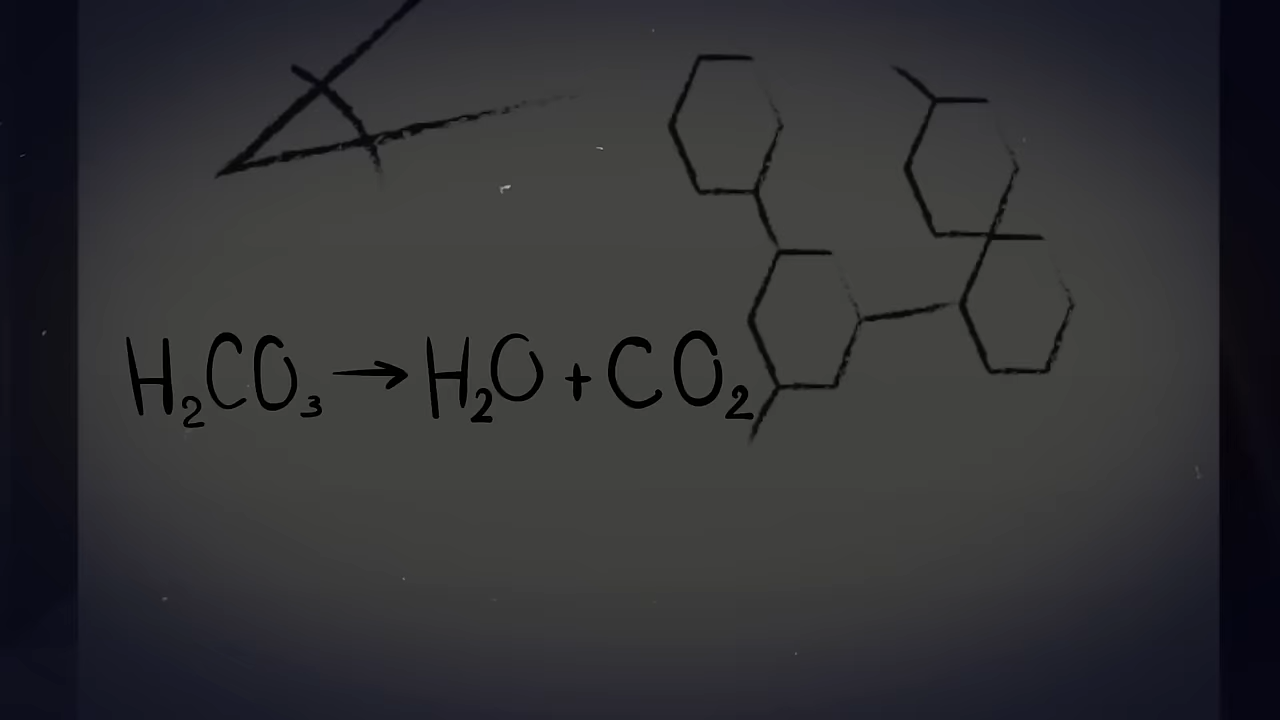 H₂CO₃ → H₂O + CO₂